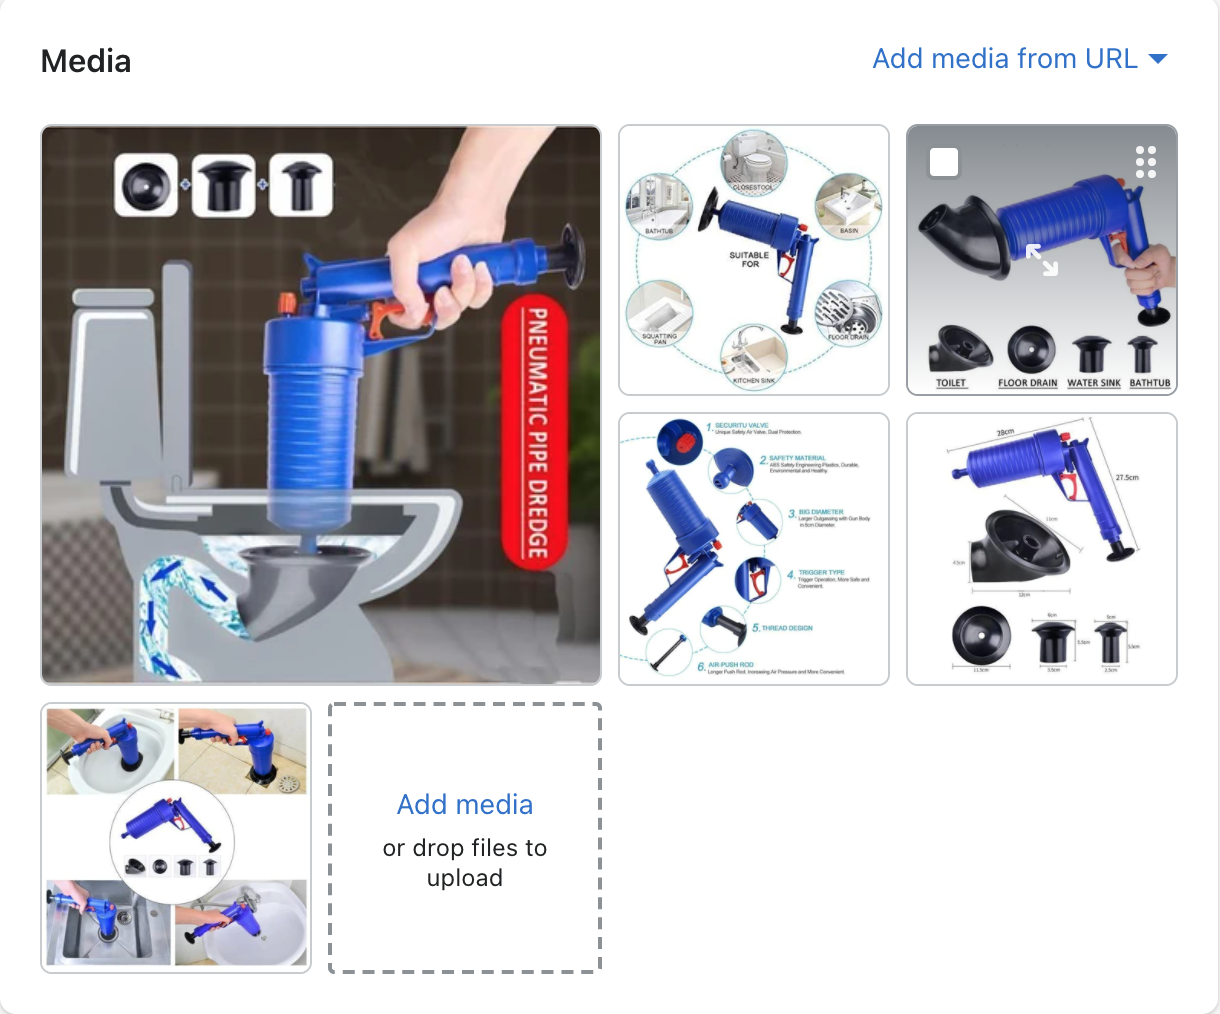 Media
Add media from URL
PNEUMATIC PIPE DREDGE
CLOSESTOOL
BATHTUB
BASIN
SUITABLE
FOR
SQUATTING
PAN
FLOOR DRAIN
KITCHEN SINK
TOILET
FLOOR DRAIN
WATER SINK
BATHTUB
1. SECURITU VALVE
Unique Safety Air Valve, Dual Protection.
2. SAFETY MATERIAL
ABS Safety Engineering Plastics, Durable,
Environmental and Healthy.
3. BIG DIAMETER
Larger Outgassing with Gun Body
in 8cm Diameter.
4. TRIGGER TYPE
Trigger Operation, More Safe and
Convenient.
5. THREAD DESIGN
6. AIR-PUSH ROD
Longer Push Rod, Increasing Air Pressure and More Convenient.
28cm
27.5cm
12cm
11.5cm
Add media
or drop files to
upload